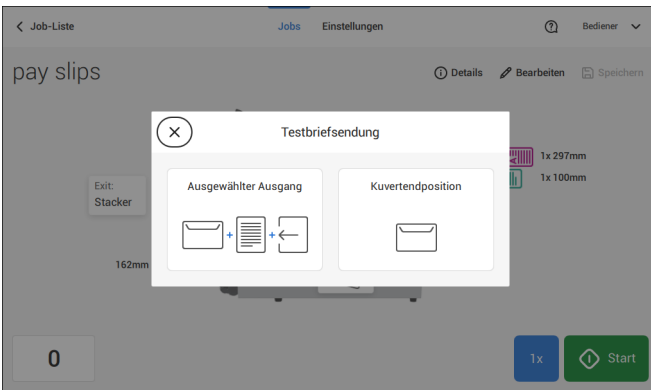 Job-Liste
Jobs
Einstellungen
Bediener
pay slips
Details
Bearbeiten
Speichern
Testbriefsendung
1x 297mm
1x 100mm
Ausgewählter Ausgang
Kuvertendposition
Exit:
Stacker
+ +
162mm
0
1x
Start